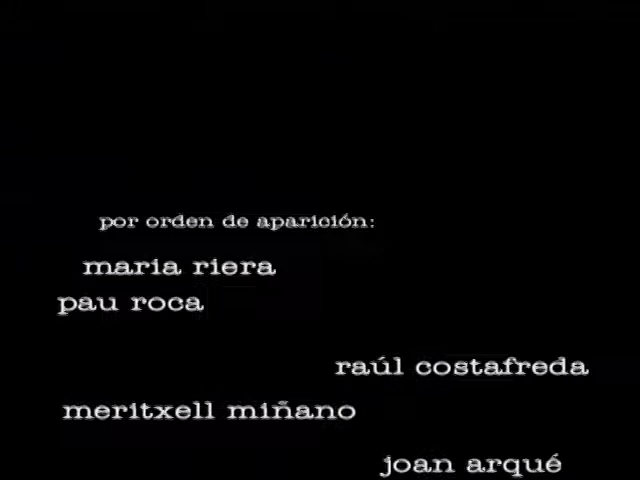 por orden de aparición:
maria riera
pau roca
raúl costafreda
meritxell miñano
joan arqué